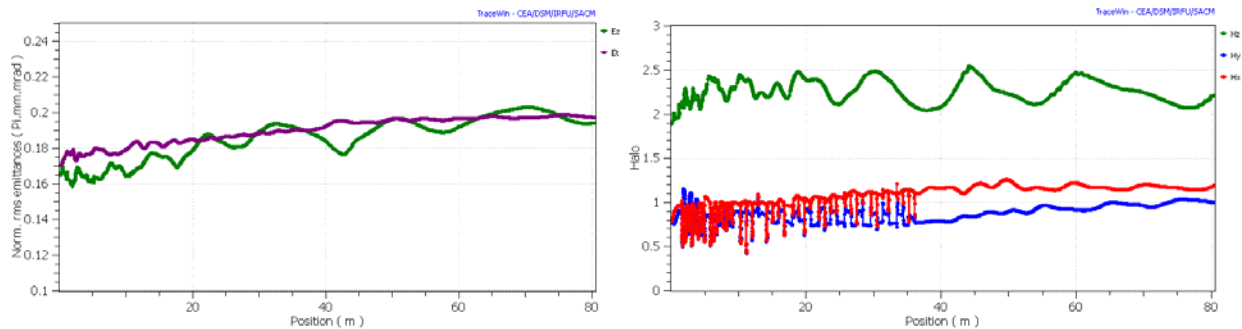 TraceWin - CEA/DSM/IRFU/SACM
Ez
Et
Norm. rms emittances ( Pi.mm.mrad )
0.24
0.22
0.2
0.18
0.16
0.14
0.12
0.1
20
40
60
80
Position ( m )
TraceWin - CEA/DSM/IRFU/SACM
Hz
Hy
Hx
Halo
3
2.5
2
1.5
1
0.5
0
20
40
60
80
Position ( m )